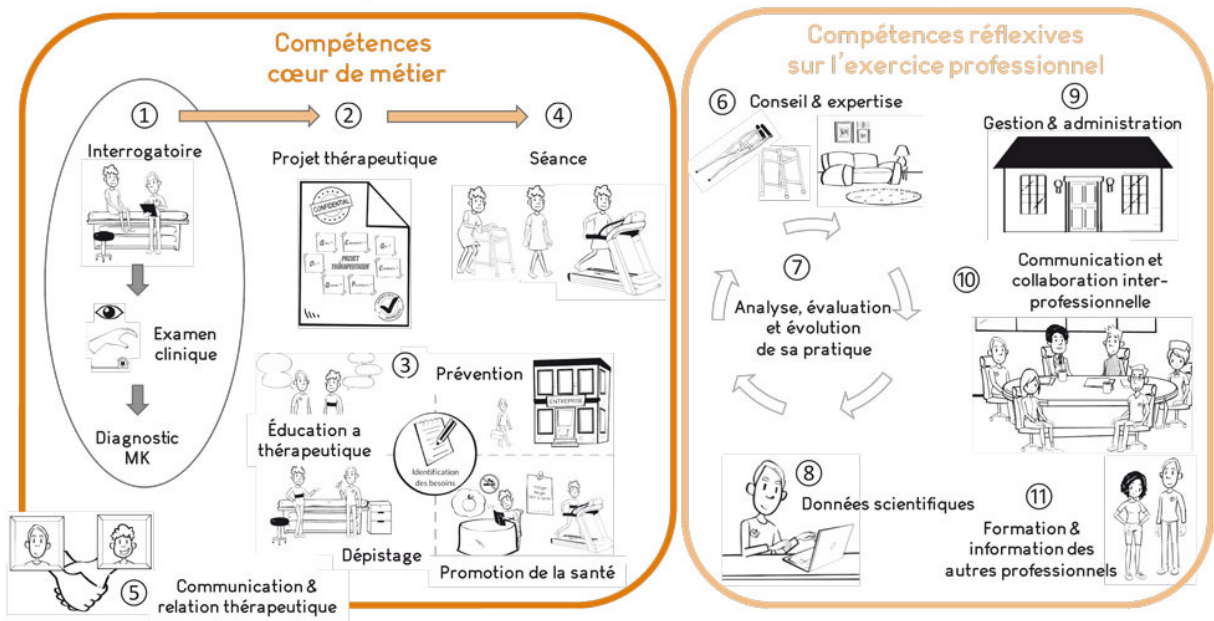 Compétences
cœur de métier
①
②
④
Interrogatoire
Projet thérapeutique
Séance
CONFIDENTIAL
PROJET
THÉRAPEUTIQUE
Examen
clinique
Diagnostic
MK
③
Prévention
ENTREPRISE
Éducation a
thérapeutique
Identification
des besoins
Dépistage
Promotion de la santé
⑤
Communication &
relation thérapeutique
Compétences réflexives
sur l'exercice professionnel
⑥
Conseil & expertise
⑨
Gestion & administration
⑦
Analyse, évaluation
et évolution
de sa pratique
⑩
Communication et
collaboration inter-
professionnelle
⑧
Données scientifiques
⑪
Formation &
information des
autres professionnels